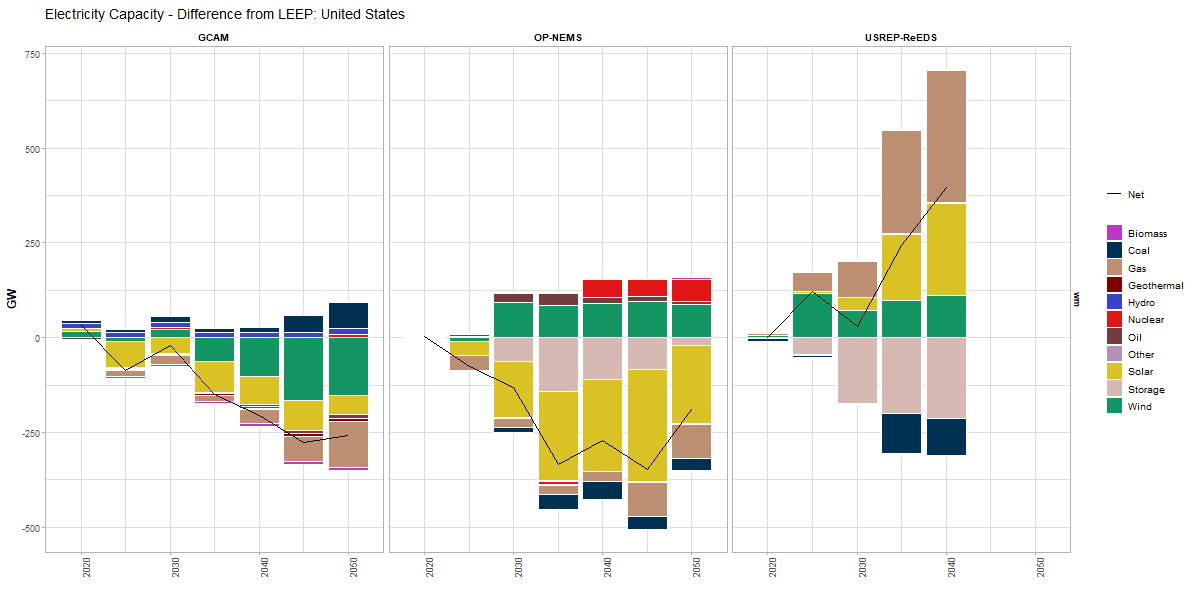 Electricity Capacity - Difference from LEEP: United States
GCAM
OP-NEMS
USREP-ReEDS
GW
750
500
250
0
-250
-500
2020
2030
2040
2050
2020
2030
2040
2050
2020
2030
2040
2050
wm
Net
Biomass
Coal
Gas
Geothermal
Hydro
Nuclear
Oil
Other
Solar
Storage
Wind